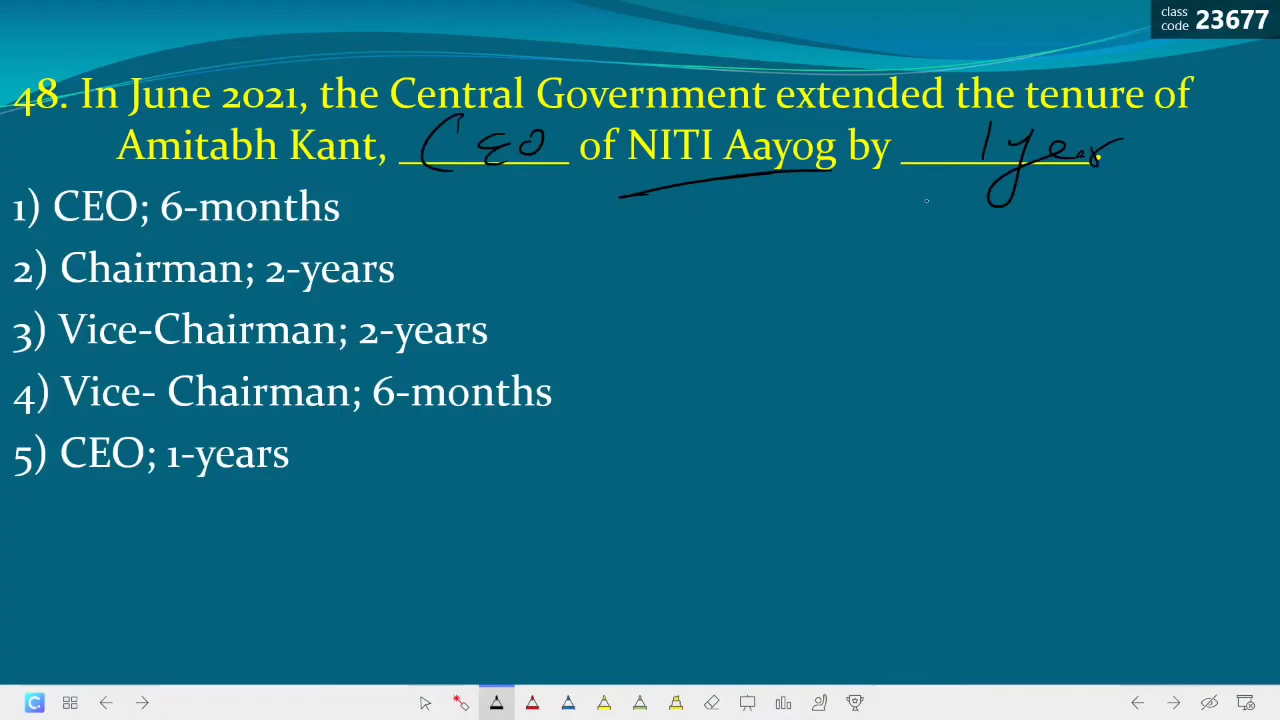 class
code 23677
48. In June 2021, the Central Government extended the tenure of
Amitabh Kant, CEO of NITI Aayog by 1 year.
1) CEO; 6-months
2) Chairman; 2-years
3) Vice-Chairman; 2-years
4) Vice- Chairman; 6-months
5) CEO; 1-years